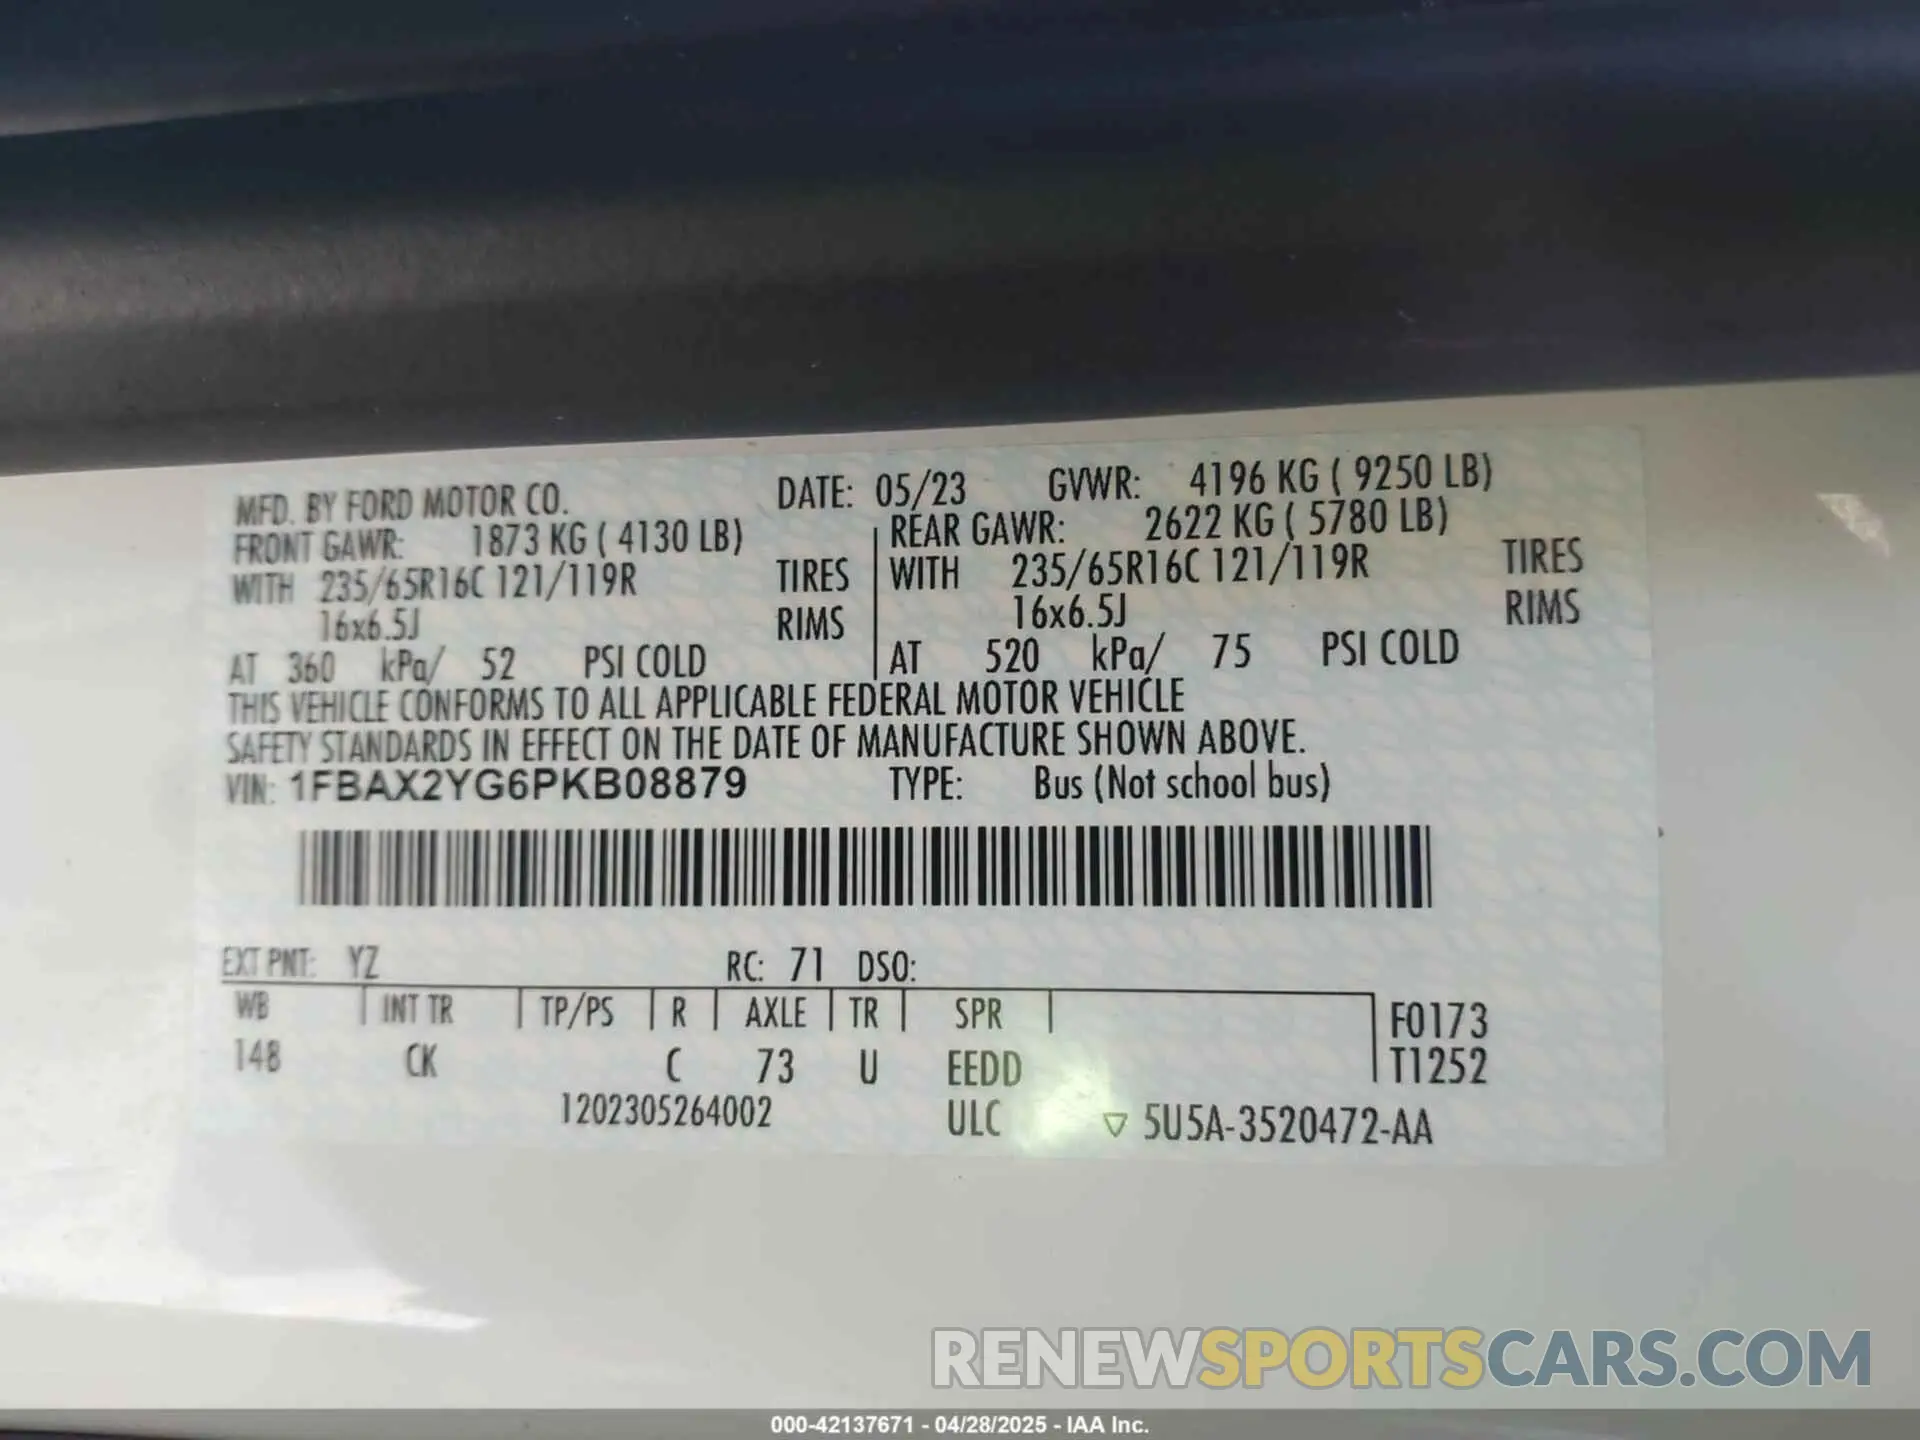 MFD. BY FORD MOTOR CO. DATE: 05/23 GVWR: 4196 KG ( 9250 LB)
FRONT GAWR: 1873 KG ( 4130 LB) REAR GAWR: 2622 KG ( 5780 LB)
WITH 235/65R16C 121/119R TIRES WITH 235/65R16C 121/119R TIRES
16x6.5J RIMS 16x6.5J RIMS
AT 360 kPa/ 52 PSI COLD AT 520 kPa/ 75 PSI COLD
THIS VEHICLE CONFORMS TO ALL APPLICABLE FEDERAL MOTOR VEHICLE
SAFETY STANDARDS IN EFFECT ON THE DATE OF MANUFACTURE SHOWN ABOVE.
VIN: 1FBAX2YG6PKB08879 TYPE: Bus (Not school bus)
EXT PNT: YZ RC: 71 DSO:
WB INT TR TP/PS R AXLE TR SPR F0173
148 CK C 73 U EEDD T1252
1202305264002 ULC ▽ 5U5A-3520472-AA
RENEWSPORTSCARS.COM
000-42137671 - 04/28/2025 - IAA Inc.